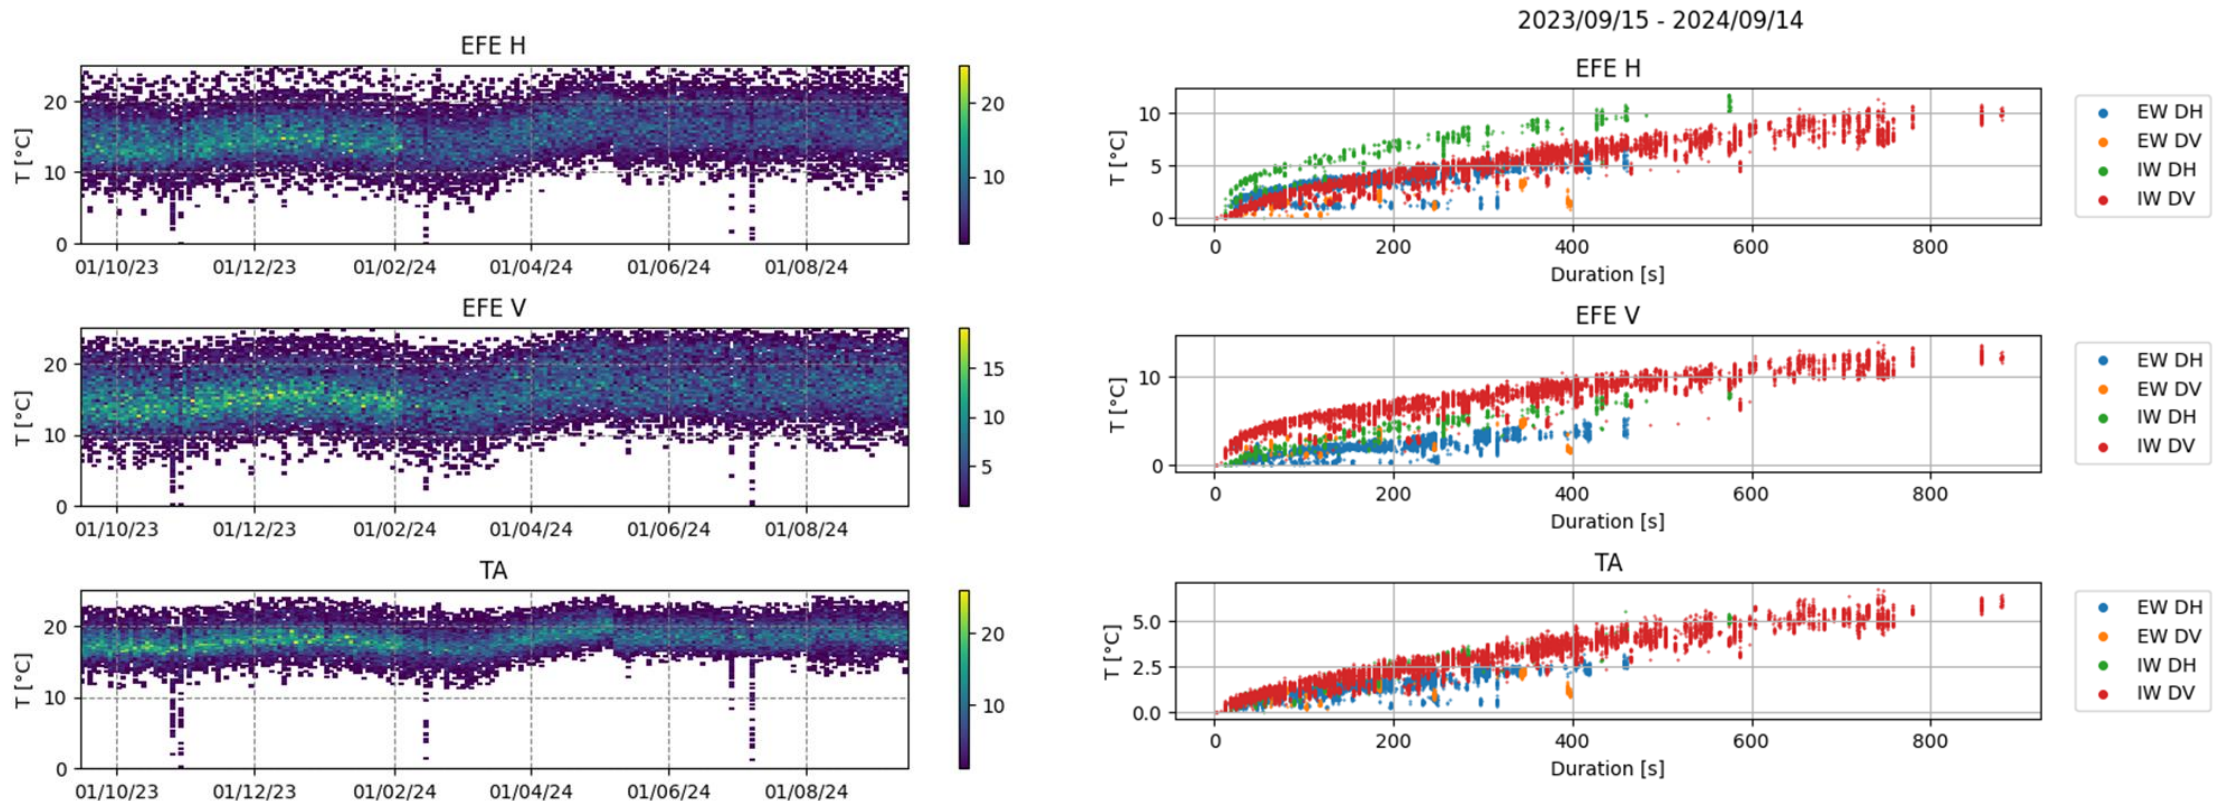 EFE H
T [°C]
20
10
0
01/10/23 01/12/23 01/02/24 01/04/24 01/06/24 01/08/24
20
10
EFE V
T [°C]
20
10
0
01/10/23 01/12/23 01/02/24 01/04/24 01/06/24 01/08/24
15
10
5
TA
T [°C]
20
10
0
01/10/23 01/12/23 01/02/24 01/04/24 01/06/24 01/08/24
20
10
2023/09/15 - 2024/09/14
EFE H
T [°C]
10
5
0
0 200 400 600 800
Duration [s]
EW DH
EW DV
IW DH
IW DV
EFE V
T [°C]
10
0
0 200 400 600 800
Duration [s]
EW DH
EW DV
IW DH
IW DV
TA
T [°C]
5.0
2.5
0.0
0 200 400 600 800
Duration [s]
EW DH
EW DV
IW DH
IW DV